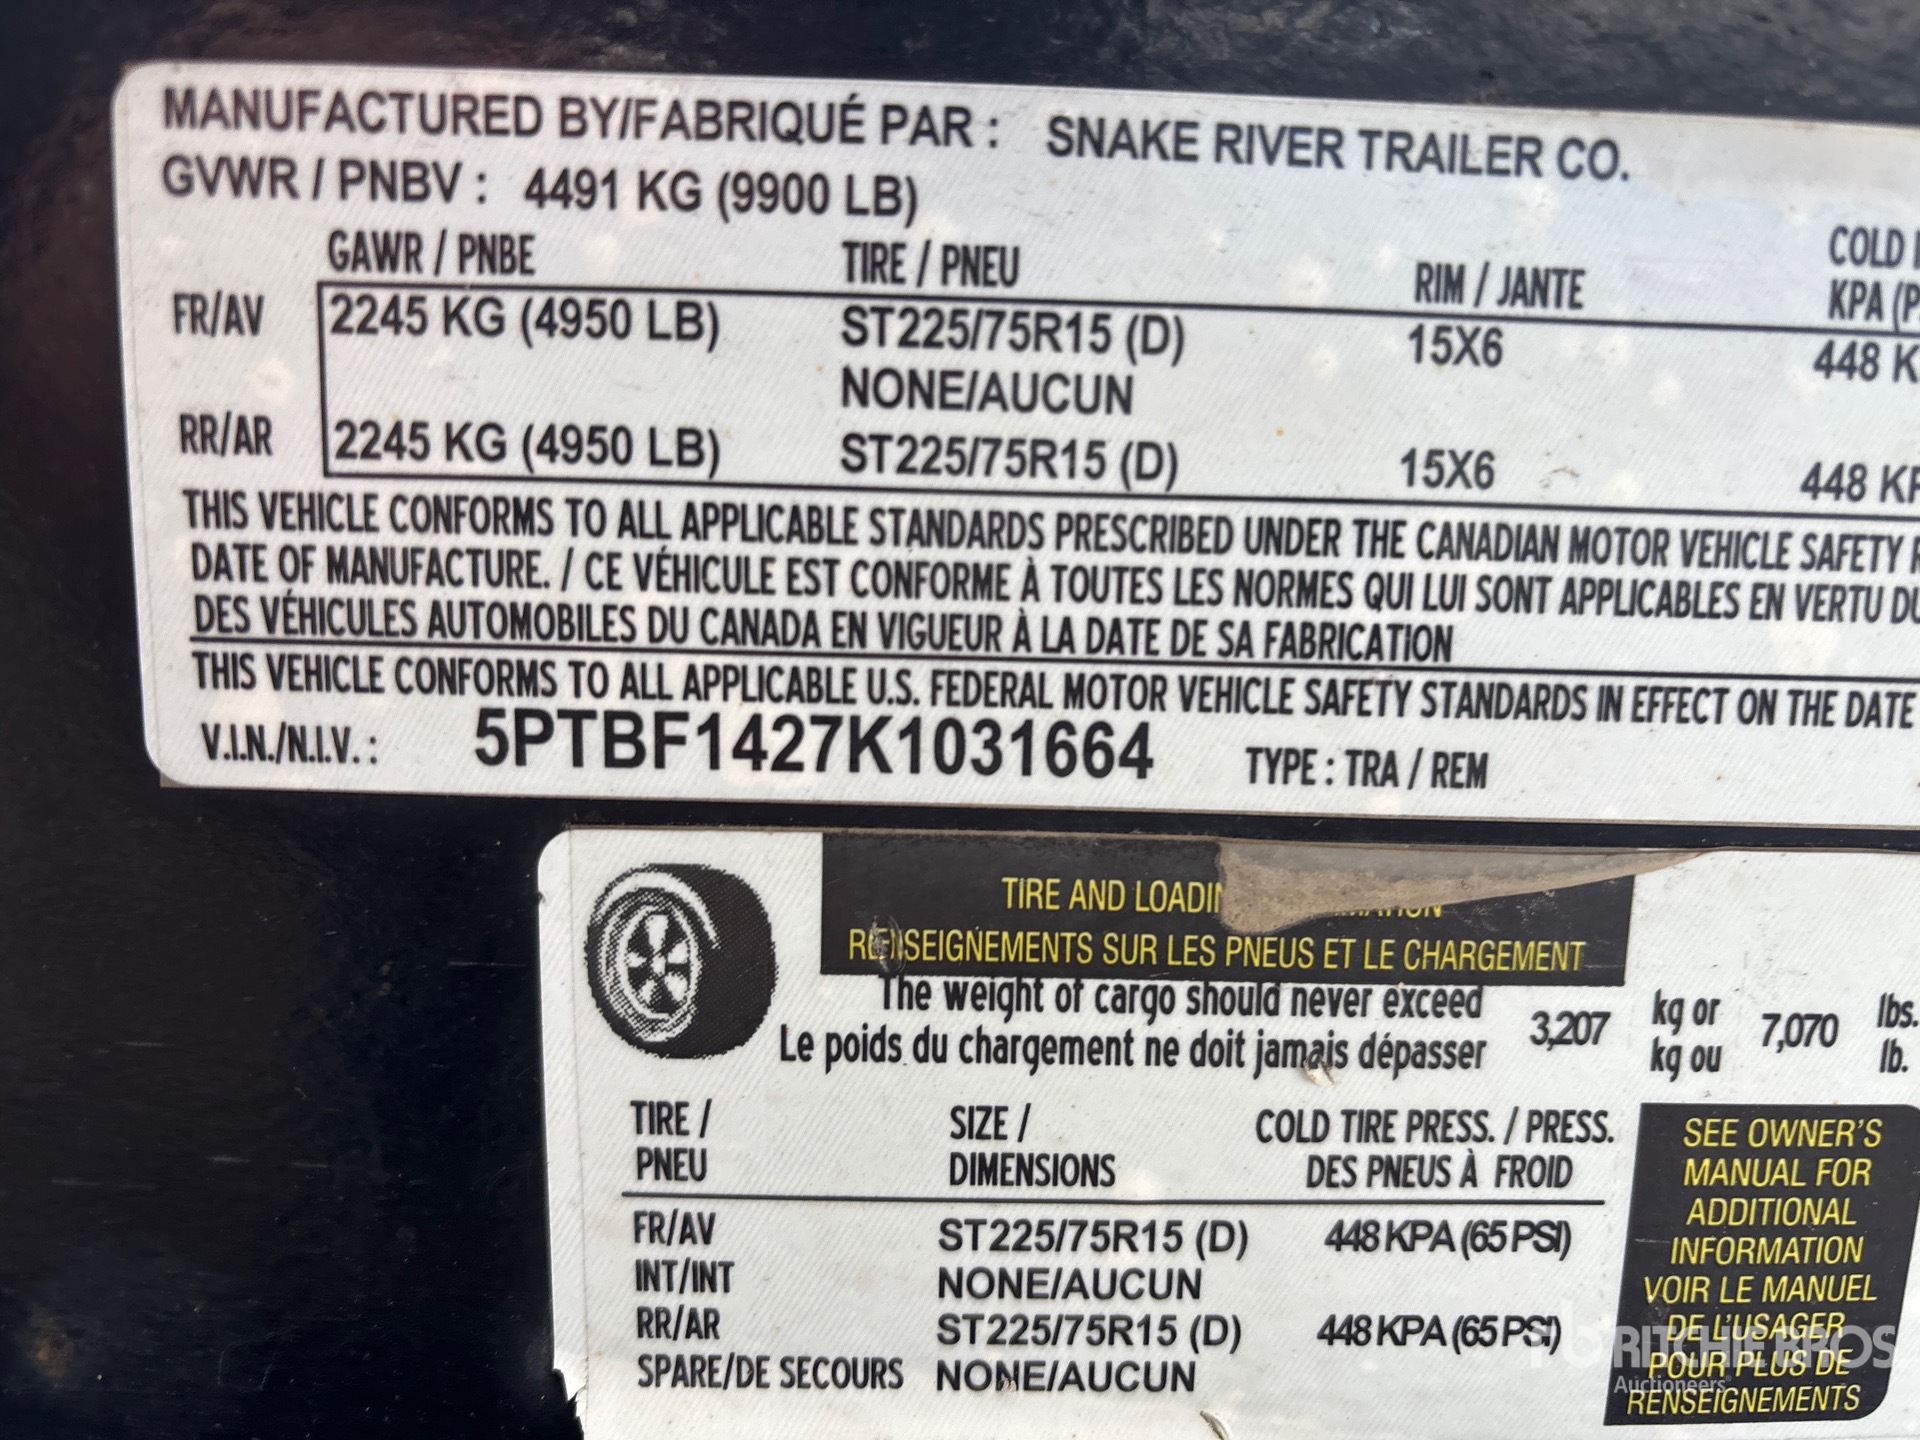 MANUFACTURED BY/FABRIQUÉ PAR : SNAKE RIVER TRAILER CO.
GVWR / PNBV : 4491 KG (9900 LB)
GAWR / PNBE TIRE / PNEU RIM / JANTE COLD
KPA
FR/AV 2245 KG (4950 LB) ST225/75R15 (D) 15X6 448
NONE/AUCUN
RR/AR 2245 KG (4950 LB) ST225/75R15 (D) 15X6 448
THIS VEHICLE CONFORMS TO ALL APPLICABLE STANDARDS PRESCRIBED UNDER THE CANADIAN MOTOR VEHICLE SAFETY
DATE OF MANUFACTURE. / CE VÉHICULE EST CONFORME À TOUTES LES NORMES QUI LUI SONT APPLICABLES EN VERTU DU
DES VÉHICULES AUTOMOBILES DU CANADA EN VIGUEUR À LA DATE DE SA FABRICATION
THIS VEHICLE CONFORMS TO ALL APPLICABLE U.S. FEDERAL MOTOR VEHICLE SAFETY STANDARDS IN EFFECT ON THE DATE
V.I.N./N.I.V. : 5PTBF1427K1031664 TYPE : TRA / REM
TIRE AND
RENSEIGNEMENTS SUR LES PNEUS ET LE CHARGEMENT
The weight of cargo should never exceed 3,207 kg or 7,070 lbs.
Le poids du chargement ne doit jamais dépasser kg ou lb.
TIRE / SIZE / COLD TIRE PRESS. / PRESS.
PNEU DIMENSIONS DES PNEUS À FROID
FR/AV ST225/75R15 (D) 448 KPA (65 PSI)
INT/INT NONE/AUCUN
RR/AR ST225/75R15 (D) 448 KPA (65 PSI)
SPARE/DE SECOURS NONE/AUCUN
SEE OWNER'S
MANUAL FOR
ADDITIONAL
INFORMATION
VOIR LE MANUEL
DE L'USAGER
POUR PLUS DE
RENSEIGNEMENTS
RITCHIE BROS
Auctioneers